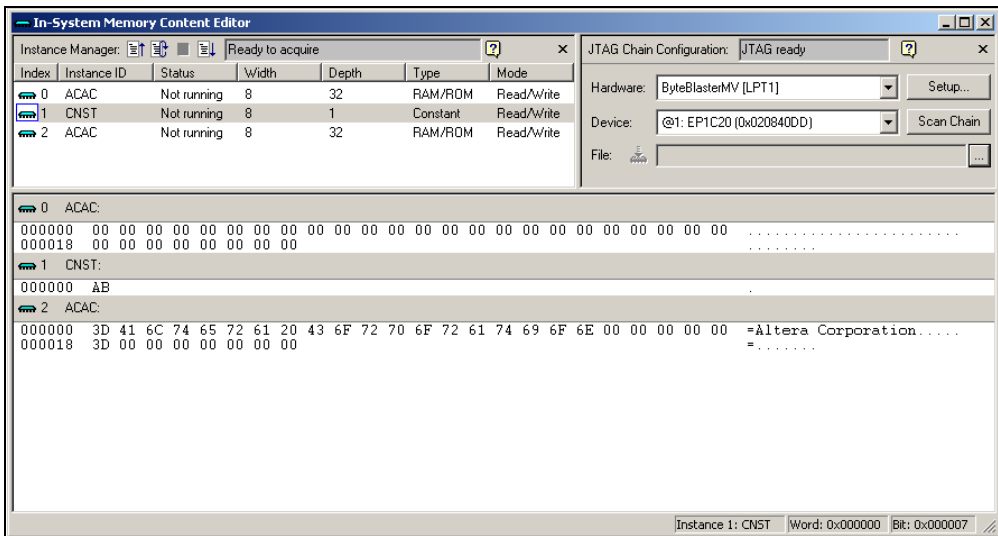 In-System Memory Content Editor
Instance Manager: Ready to acquire
JTAG Chain Configuration: JTAG ready
Index Instance ID Status Width Depth Type Mode
0 ACAC Not running 8 32 RAM/ROM Read/Write
1 CNST Not running 8 1 Constant Read/Write
2 ACAC Not running 8 32 RAM/ROM Read/Write
Hardware: ByteBlasterMV [LPT1] Setup...
Device: @1: EP1C20 (0x020840DD) Scan Chain
File: ...
0 ACAC:
000000 00 00 00 00 00 00 00 00 00 00 00 00 00 00 00 00 00 00 00 00 00 00 00 00 ........................
000018 00 00 00 00 00 00 00 00 ........
1 CNST:
000000 AB .
2 ACAC:
000000 3D 41 6C 74 65 72 61 20 43 6F 72 70 6F 72 61 74 69 6F 6E 00 00 00 00 00 =Altera Corporation.....
000018 3D 00 00 00 00 00 00 00 =.......
Instance 1: CNST Word: 0x000000 Bit: 0x000007